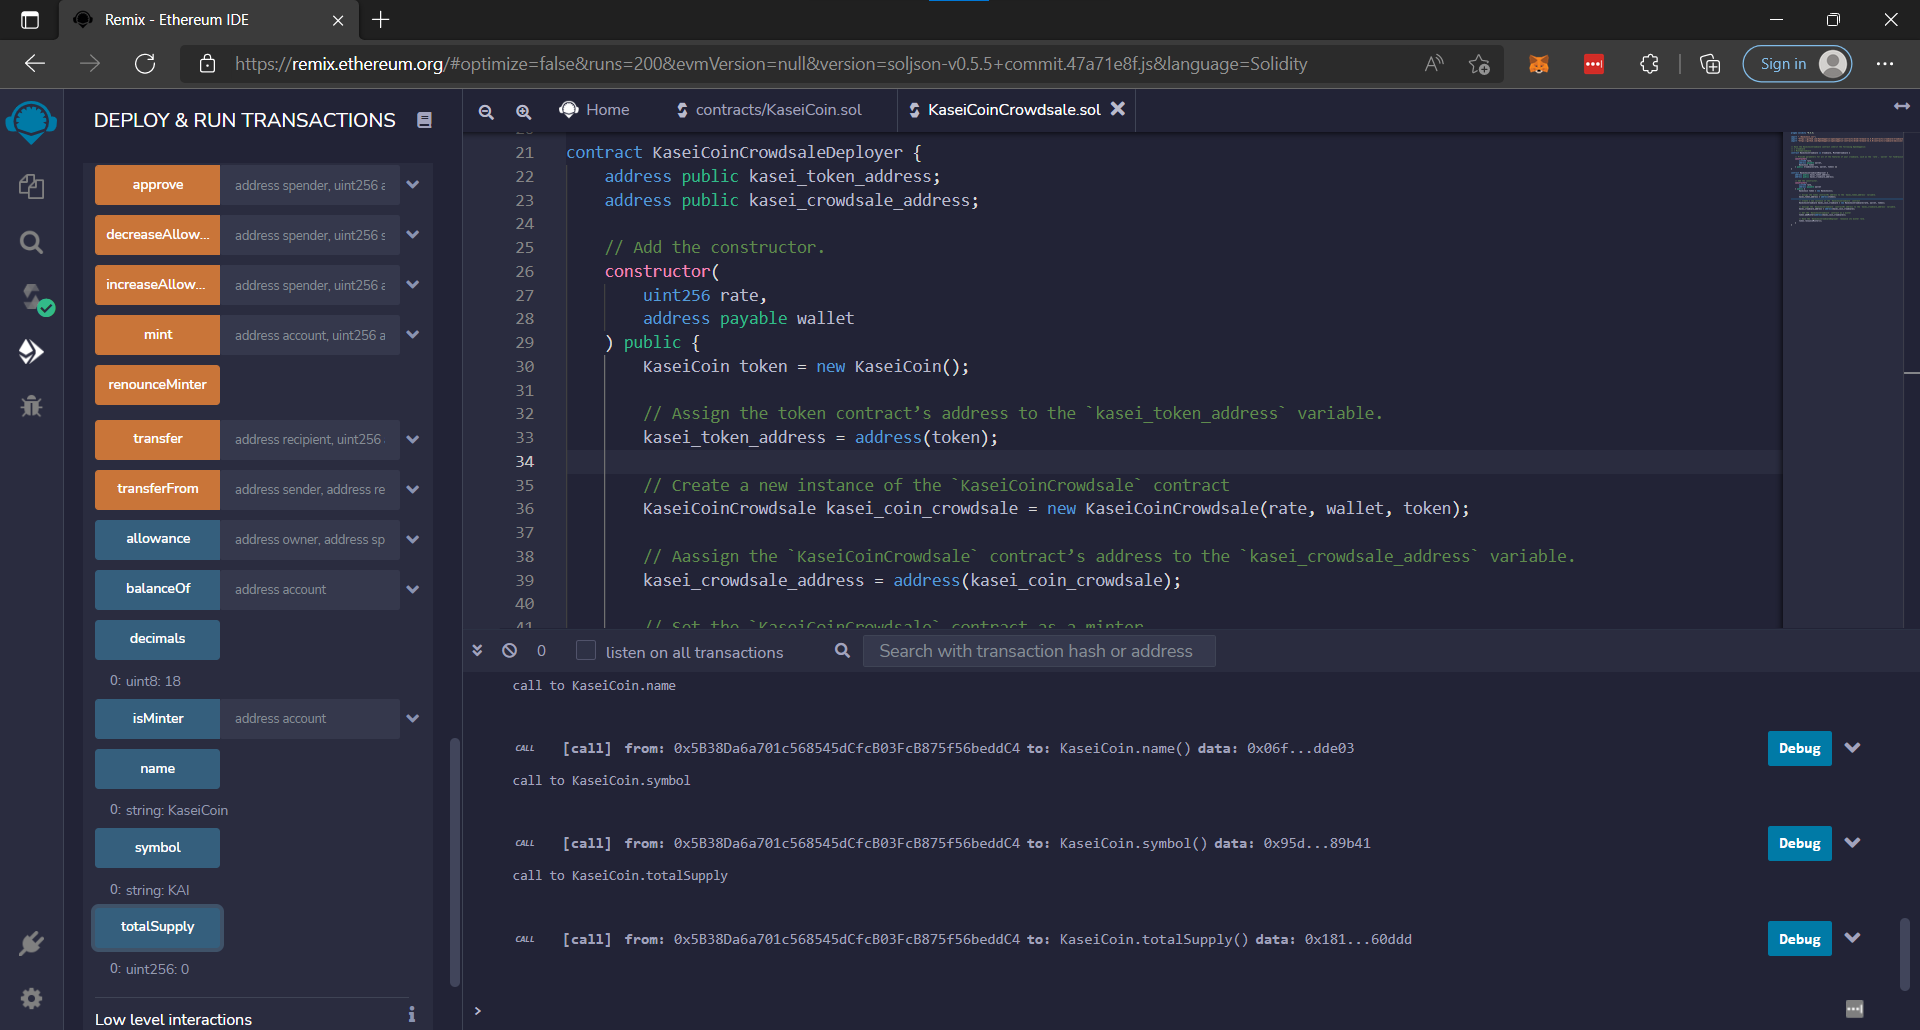 Remix - Ethereum IDE
https://remix.ethereum.org/#optimize=false&runs=200&evmVersion=null&version=soljson-v0.5.5+commit.47a71e8f.js&language=Solidity
Sign in
DEPLOY & RUN TRANSACTIONS
approve address spender, uint256 a
decreaseAllow... address spender, uint256 s
increaseAllow... address spender, uint256 a
mint address account, uint256 a
renounceMinter
transfer address recipient, uint256
transferFrom address sender, address re
allowance address owner, address sp
balanceOf address account
decimals
0: uint8: 18
isMinter address account
name
0: string: KaseiCoin
symbol
0: string: KAI
totalSupply
0: uint256: 0
Low level interactions
Home
contracts/KaseiCoin.sol
KaseiCoinCrowdsale.sol
21 contract KaseiCoinCrowdsaleDeployer {
22 address public kasei_token_address;
23 address public kasei_crowdsale_address;
24
25 // Add the constructor.
26 constructor(
27 uint256 rate,
28 address payable wallet
29 ) public {
30 KaseiCoin token = new KaseiCoin();
31
32 // Assign the token contract’s address to the `kasei_token_address` variable.
33 kasei_token_address = address(token);
34
35 // Create a new instance of the `KaseiCoinCrowdsale` contract
36 KaseiCoinCrowdsale kasei_coin_crowdsale = new KaseiCoinCrowdsale(rate, wallet, token);
37
38 // Aassign the `KaseiCoinCrowdsale` contract’s address to the `kasei_crowdsale_address` variable.
39 kasei_crowdsale_address = address(kasei_coin_crowdsale);
40
41 // Set the `KaseiCoinCrowdsale` contract as a minter
0
listen on all transactions
Search with transaction hash or address
call to KaseiCoin.name
CALL [call] from: 0x5B38Da6a701c568545dCfcB03FcB875f56beddC4 to: KaseiCoin.name() data: 0x06f...dde03
Debug
call to KaseiCoin.symbol
CALL [call] from: 0x5B38Da6a701c568545dCfcB03FcB875f56beddC4 to: KaseiCoin.symbol() data: 0x95d...89b41
Debug
call to KaseiCoin.totalSupply
CALL [call] from: 0x5B38Da6a701c568545dCfcB03FcB875f56beddC4 to: KaseiCoin.totalSupply() data: 0x181...60ddd
Debug
>